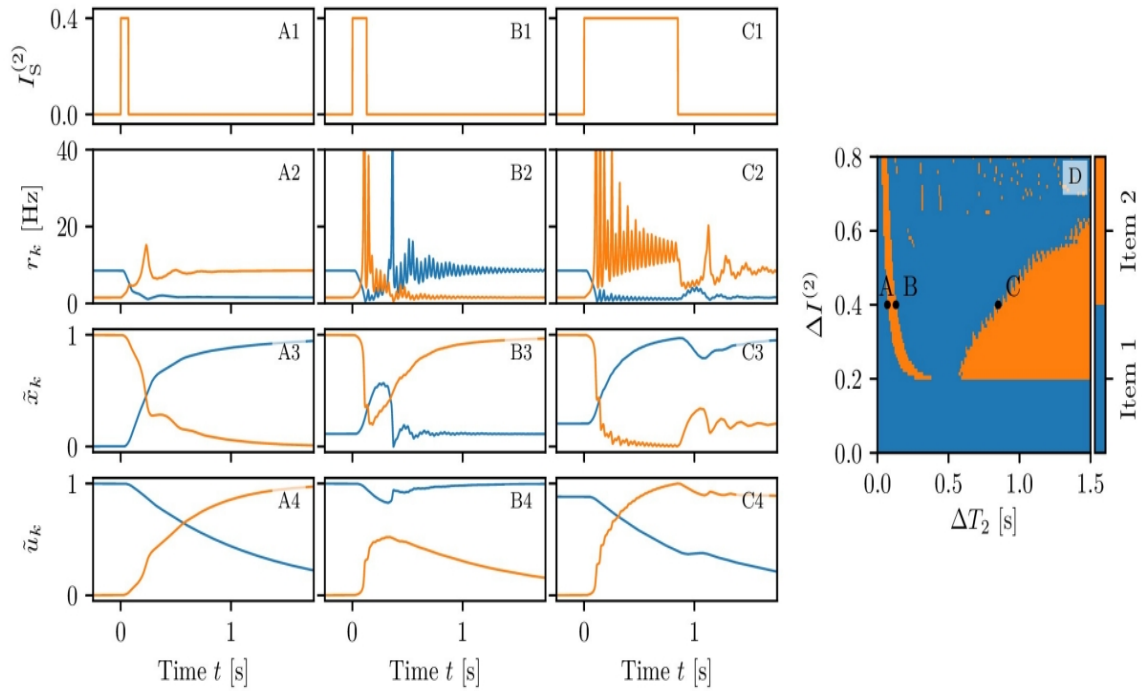 I_S^(2)
0.4
0.0
A1
B1
C1
r_k [Hz]
40
20
0
A2
B2
C2
x̃_k
1
0
A3
B3
C3
ũ_k
1
0
A4
B4
C4
0 1
0 1
0 1
Time t [s]
Time t [s]
Time t [s]
ΔI^(2)
0.8
0.6
0.4
0.2
0.0
D
A B
C
0.0 0.5 1.0 1.5
ΔT_2 [s]
Item 1
Item 2